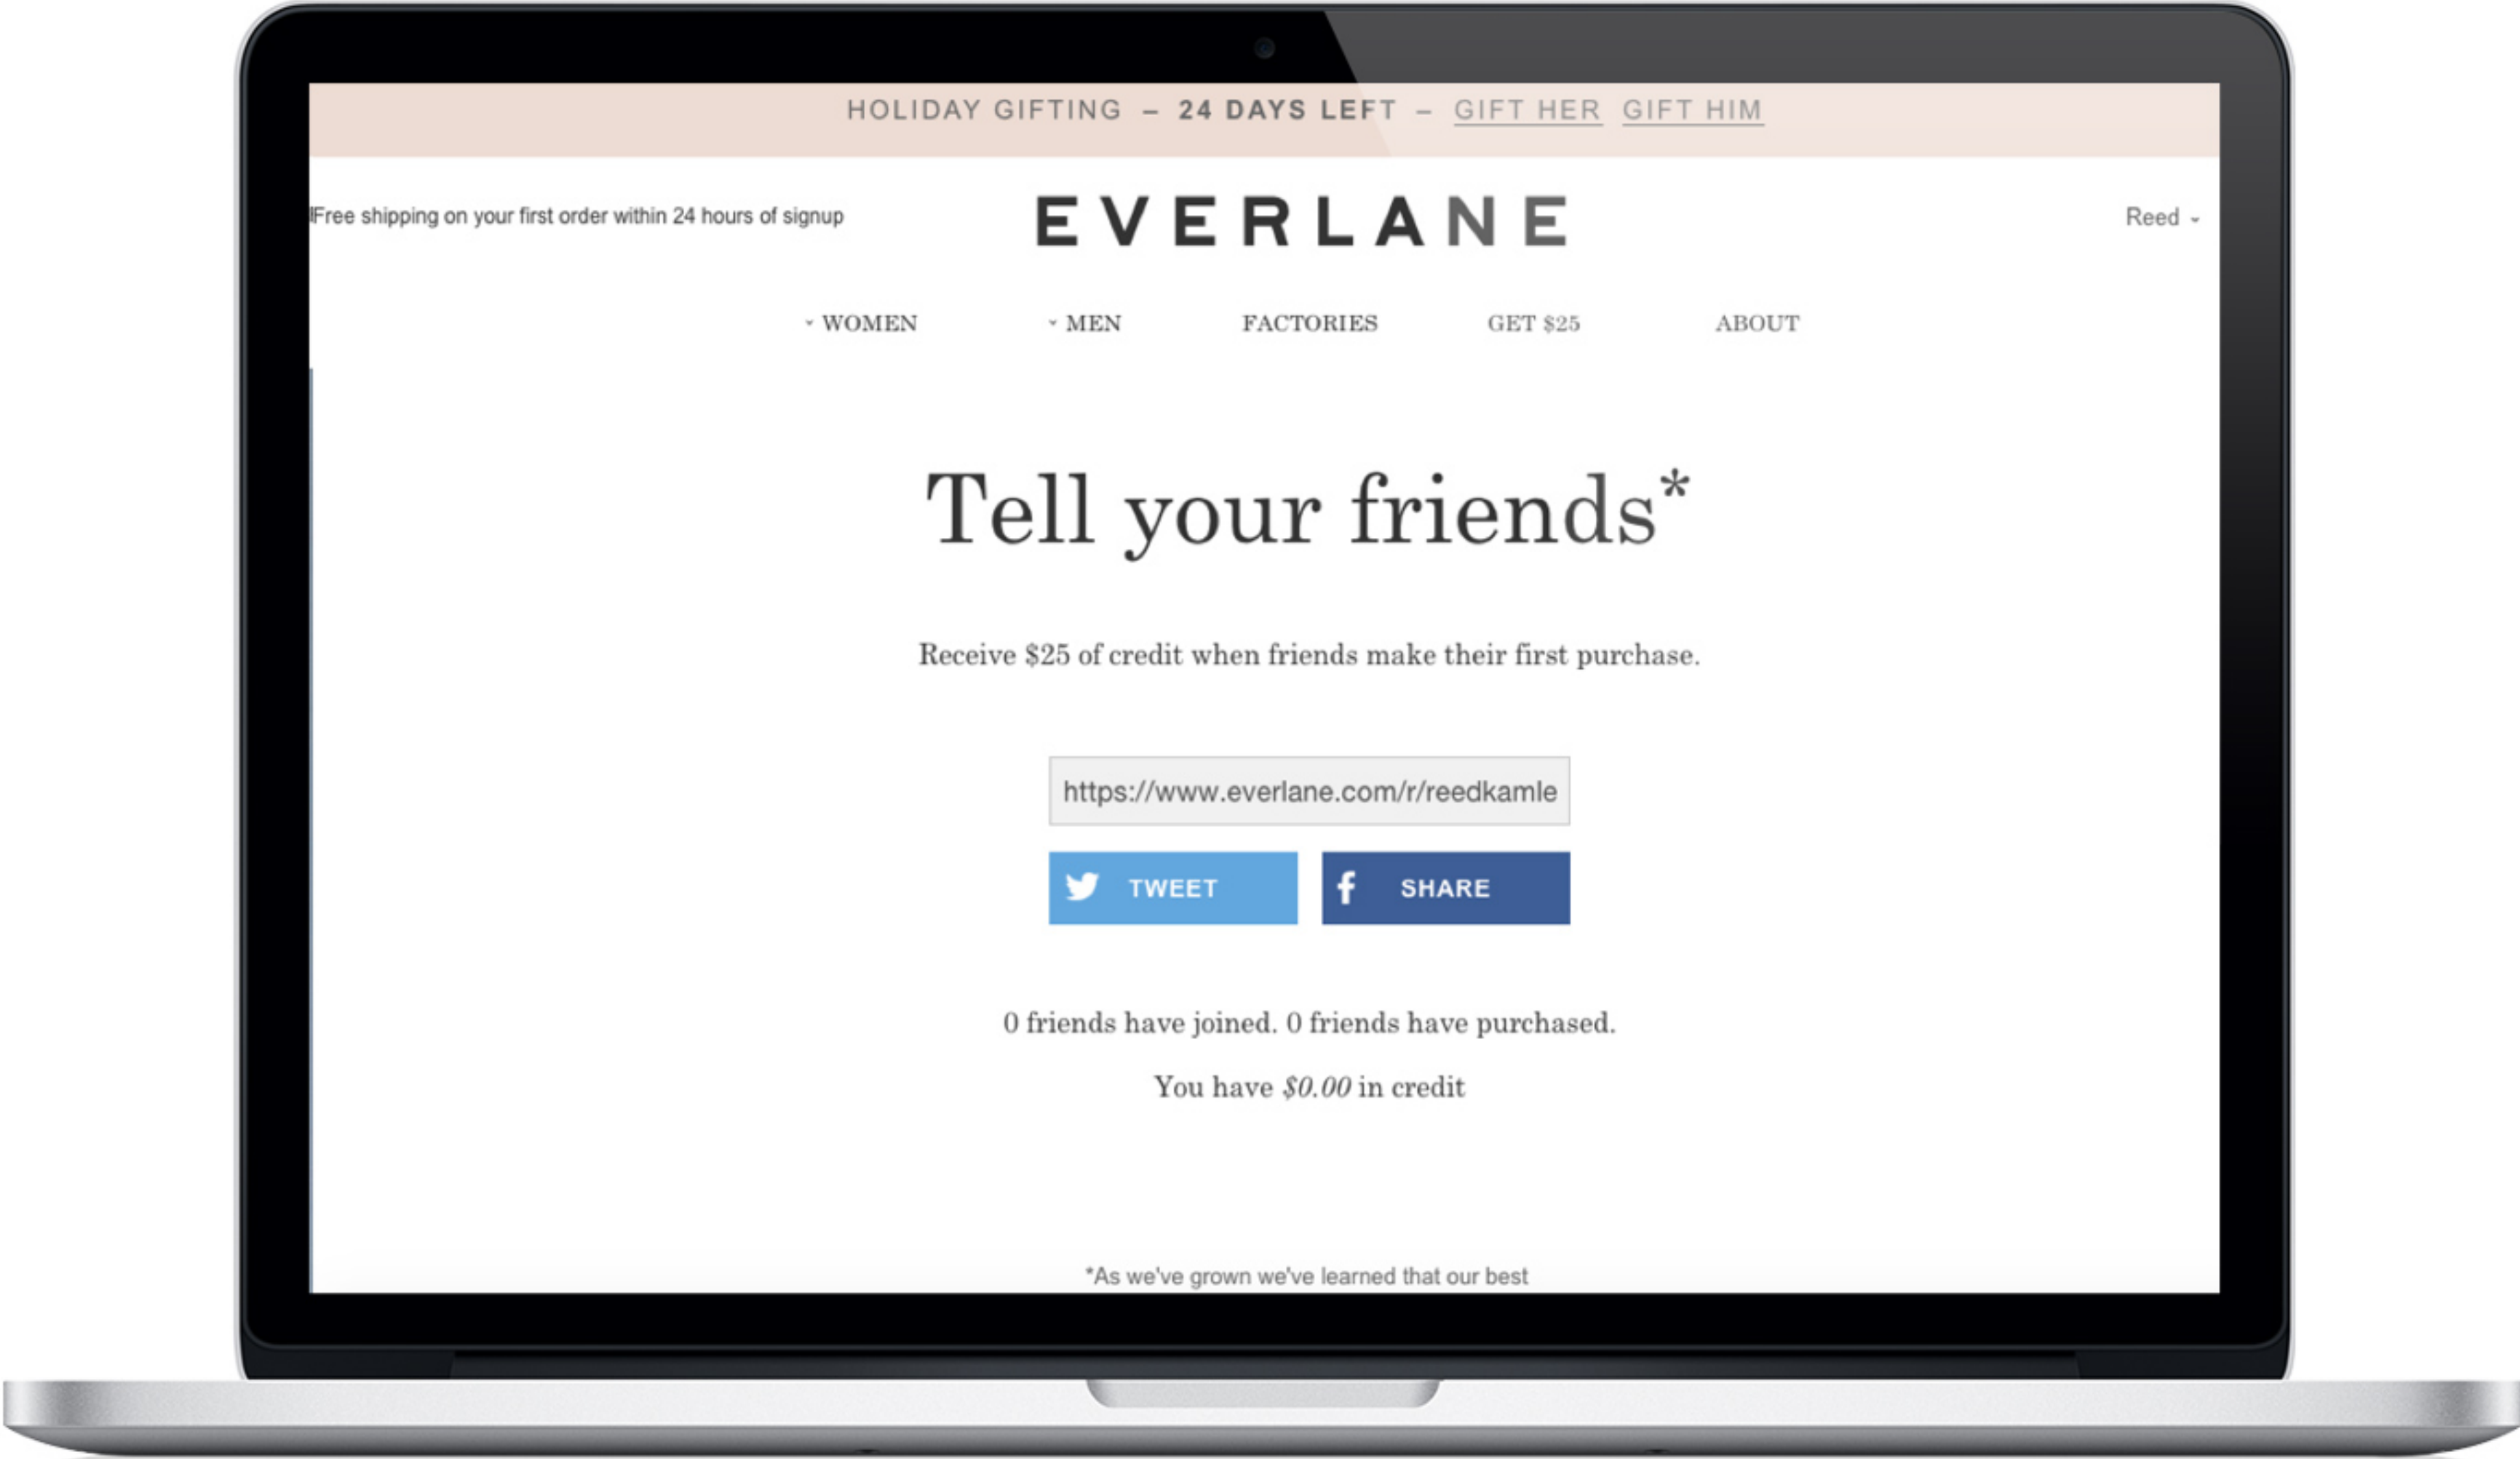 HOLIDAY GIFTING – 24 DAYS LEFT – GIFT HER GIFT HIM
Free shipping on your first order within 24 hours of signup
EVERLANE
Reed
WOMEN MEN FACTORIES GET $25 ABOUT
Tell your friends*
Receive $25 of credit when friends make their first purchase.
https://www.everlane.com/r/reedkamle
TWEET SHARE
0 friends have joined. 0 friends have purchased.
You have $0.00 in credit
*As we've grown we've learned that our best